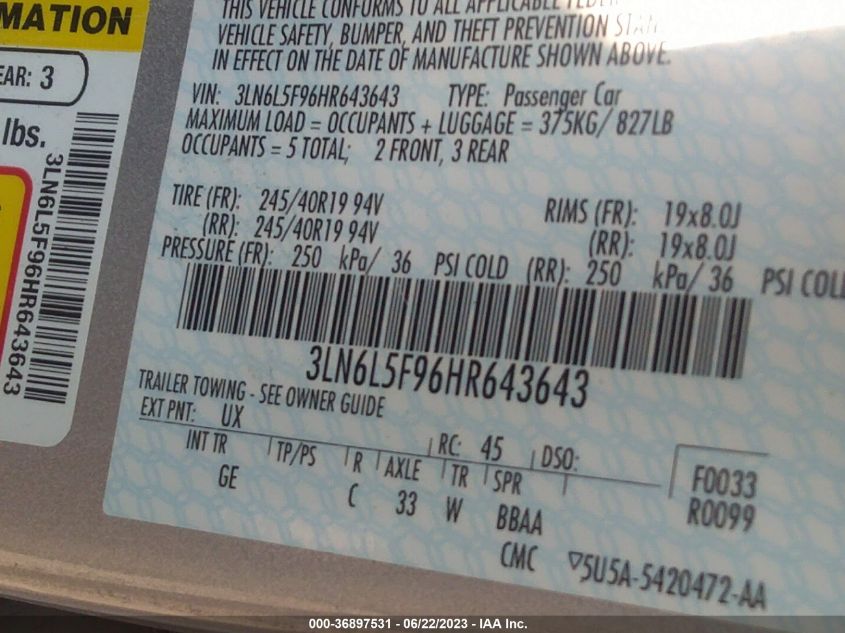 MATION
EAR: 3
lbs.
3LN6L5F96HR643643
THIS VEHICLE CONFORMS TO ALL APPLICABLE
VEHICLE SAFETY, BUMPER, AND THEFT PREVENTION
IN EFFECT ON THE DATE OF MANUFACTURE SHOWN ABOVE.
VIN: 3LN6L5F96HR643643 TYPE: Passenger Car
MAXIMUM LOAD = OCCUPANTS + LUGGAGE = 375KG/ 827LB
OCCUPANTS = 5 TOTAL; 2 FRONT, 3 REAR
TIRE (FR): 245/40R19 94V RIMS (FR): 19x8.0J
(RR): 245/40R19 94V (RR): 19x8.0J
PRESSURE (FR): 250 kPa/ 36 PSI COLD (RR): 250 kPa/ 36 PSI COLD
3LN6L5F96HR643643
TRAILER TOWING - SEE OWNER GUIDE
EXT PNT: UX RC: 45 DSO:
INT TR TP/PS R AXLE TR SPR F0033
GE C 33 W BBAA R0099
CMC 5U5A-5420472-AA
000-36897531 - 06/22/2023 - IAA Inc.